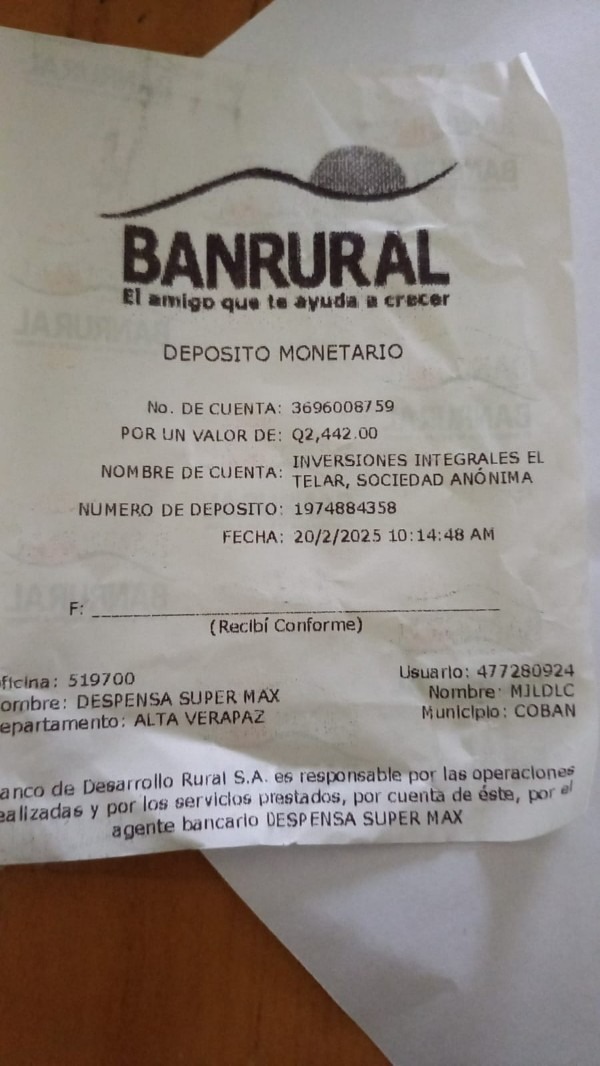 BANRURAL
El amigo que te ayuda a crecer
DEPOSITO MONETARIO
No. DE CUENTA: 3696008759
POR UN VALOR DE: Q2,442.00
NOMBRE DE CUENTA: INVERSIONES INTEGRALES EL
TELAR, SOCIEDAD ANÓNIMA
NUMERO DE DEPOSITO: 1974884358
FECHA: 20/2/2025 10:14:48 AM
F:
(Recibí Conforme)
ficina: 519700
ombre: DESPENSA SUPER MAX
epartamento: ALTA VERAPAZ
Usuario: 477280924
Nombre: MJLDLC
Municipio: COBAN
anco de Desarrollo Rural S.A. es responsable por las operaciones
ealizadas y por los servicios prestados, por cuenta de éste, por el
agente bancario DESPENSA SUPER MAX